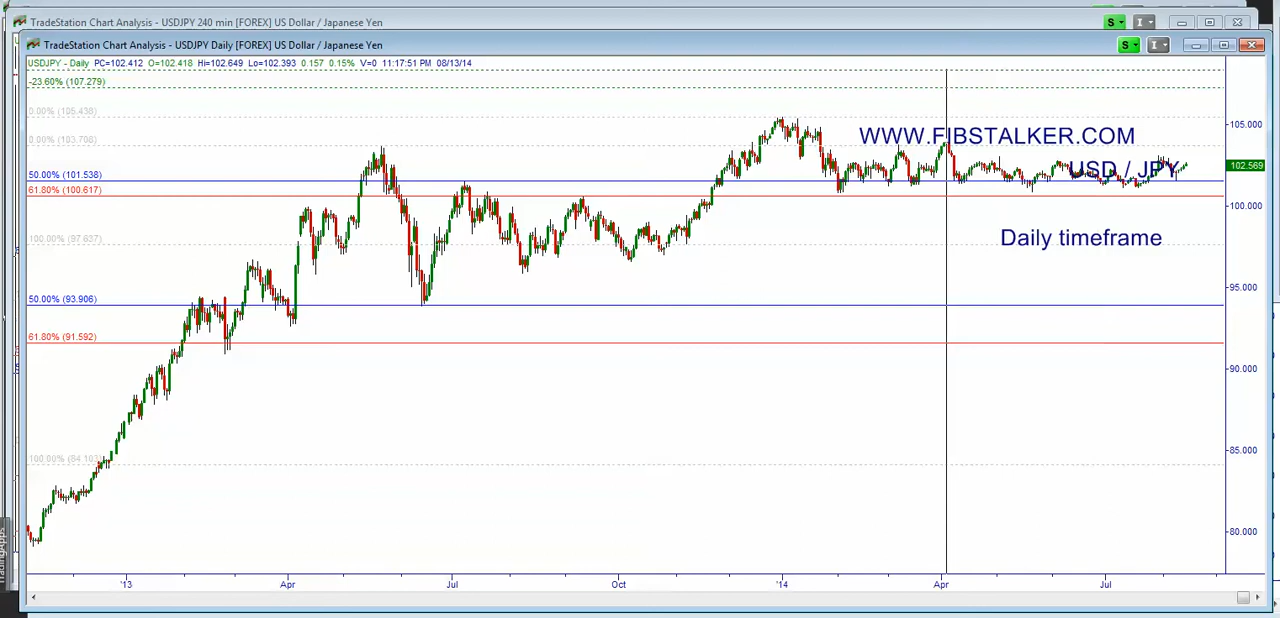 TradeStation Chart Analysis - USDJPY 240 min [FOREX] US Dollar / Japanese Yen
S
I
TradeStation Chart Analysis - USDJPY Daily [FOREX] US Dollar / Japanese Yen
S
I
USDJPY - Daily PC=102.412 O=102.418 Hi=102.649 Lo=102.393 0.157 0.15% V=0 11:17:51 PM 08/13/14
-23.60% (107.279)
0.00% (105.438)
105.000
WWW.FIBSTALKER.COM
0.00% (103.706)
102.569
USD / JPY
50.00% (101.538)
61.80% (100.617)
100.000
Daily timeframe
100.00% (97.637)
95.000
50.00% (93.906)
61.80% (91.592)
90.000
85.000
100.00% (84.103)
80.000
TradingApps
'13
Apr
Jul
Oct
'14
Apr
Jul